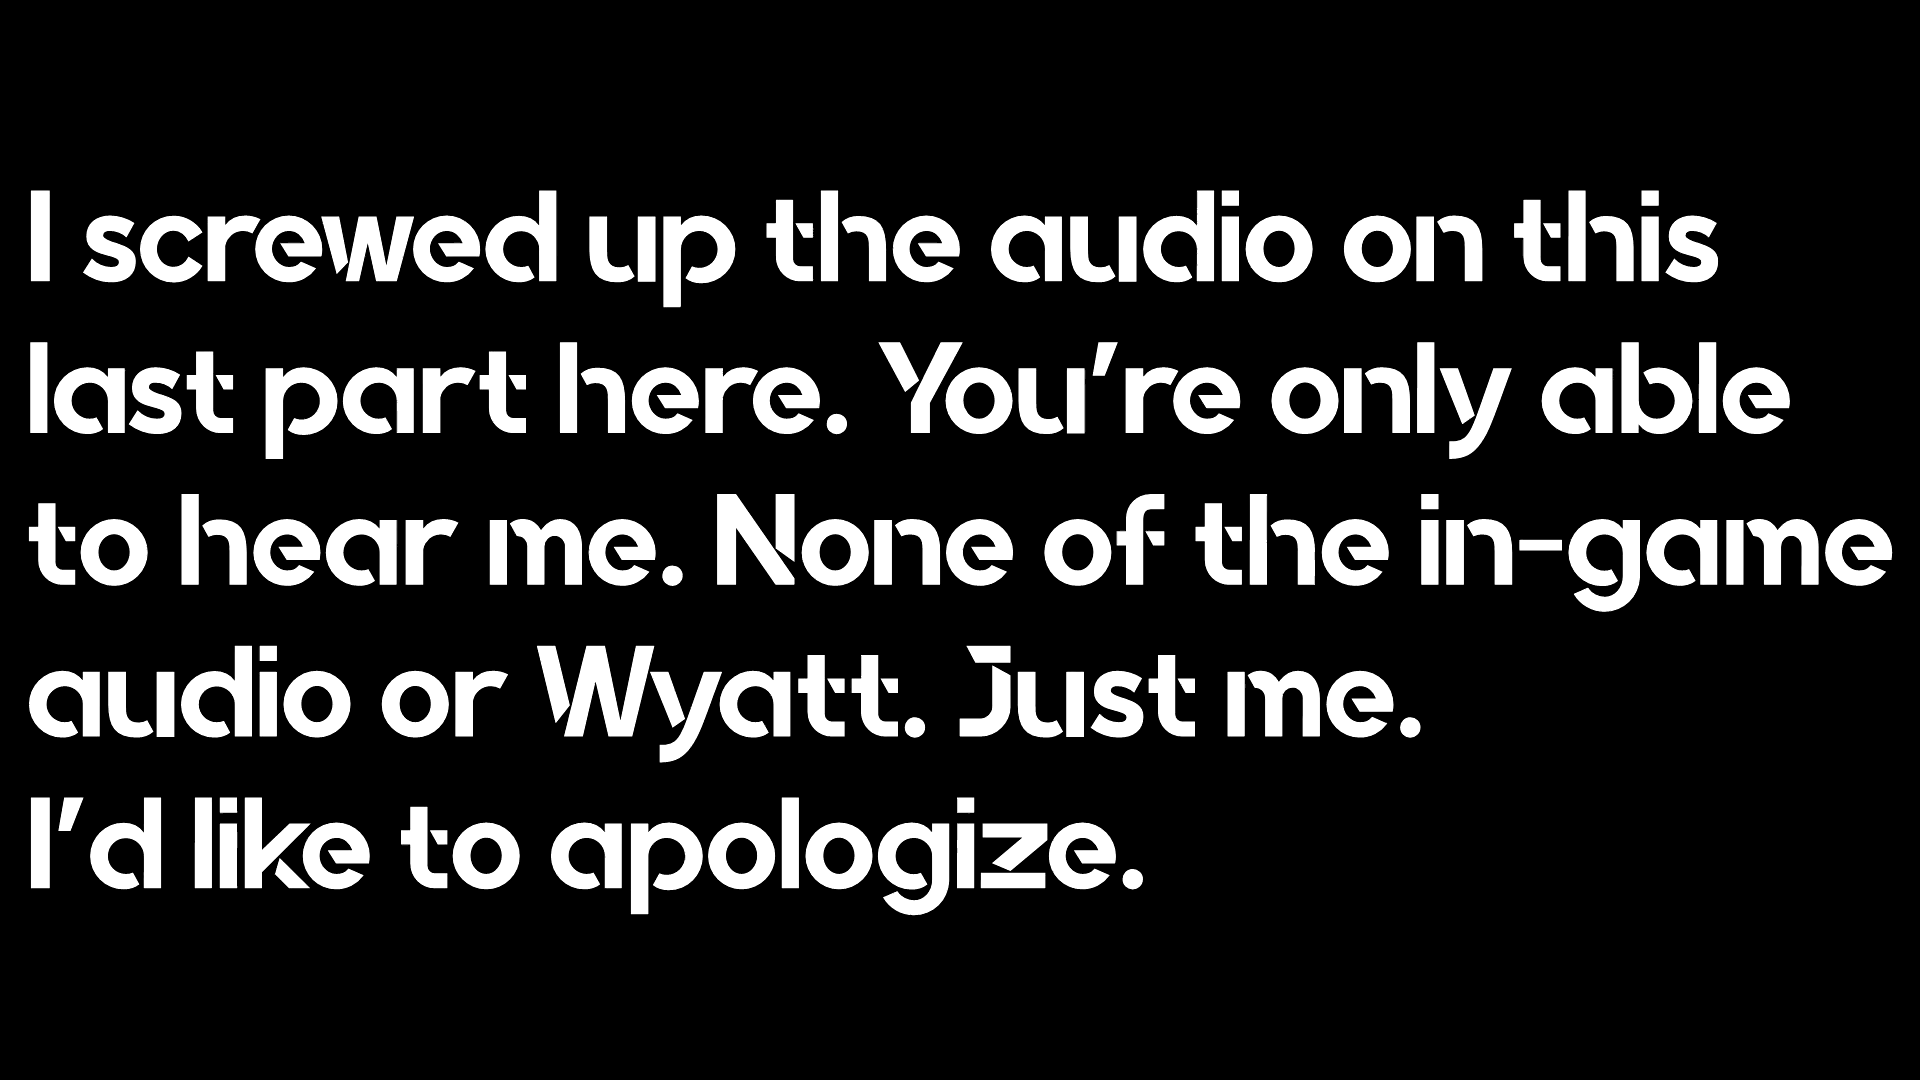 I screwed up the audio on this
last part here. You’re only able
to hear me. None of the in-game
audio or Wyatt. Just me.
I’d like to apologize.